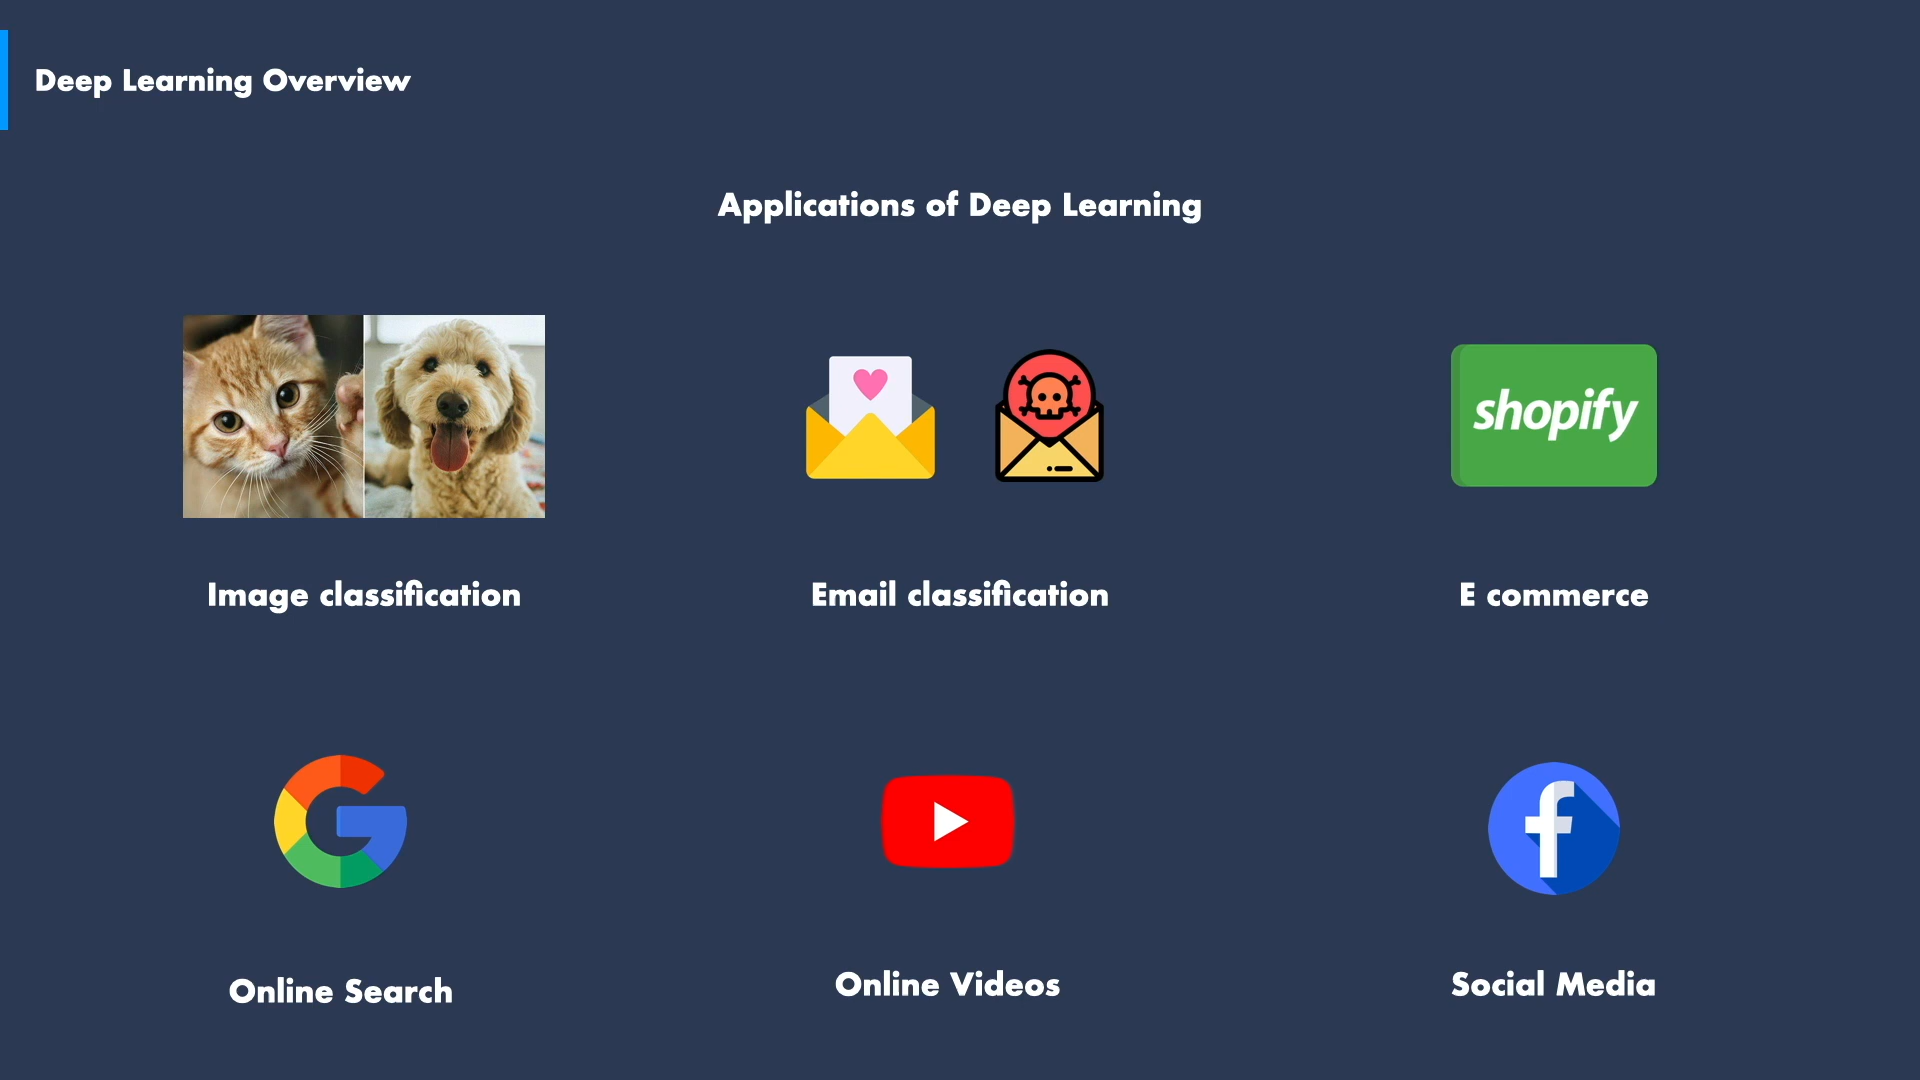 Deep Learning Overview
Applications of Deep Learning
shopify
Image classification
Email classification
E commerce
Online Search
Online Videos
Social Media